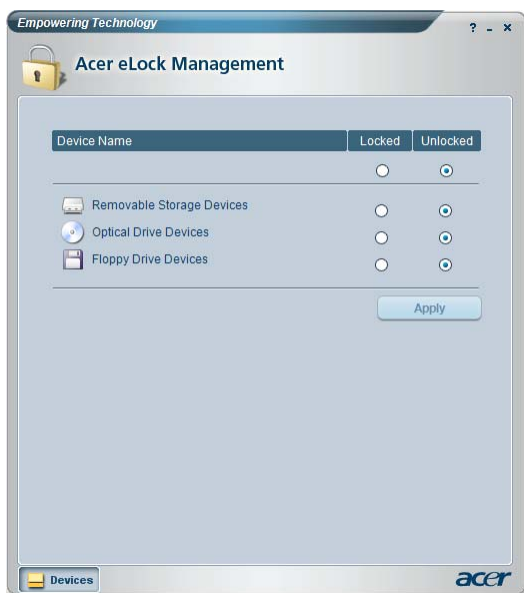 Empowering Technology
? - ×
Acer eLock Management
Device Name Locked Unlocked
Removable Storage Devices
Optical Drive Devices
Floppy Drive Devices
Apply
Devices acer